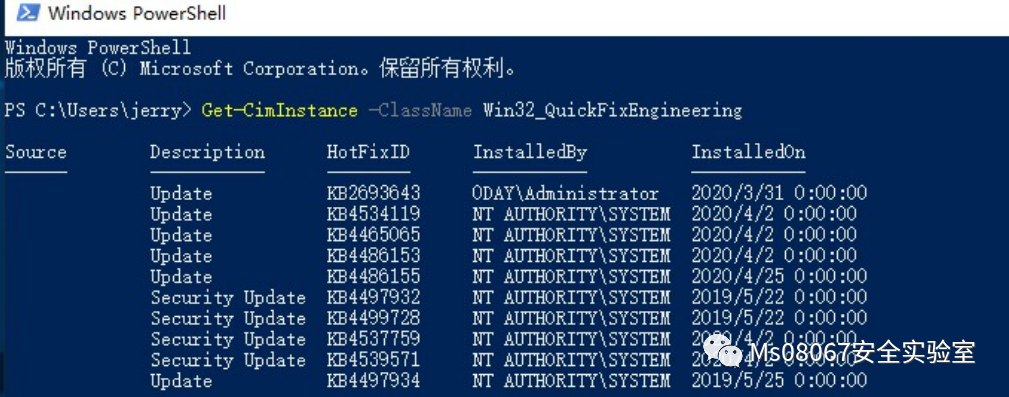 Windows PowerShell
Windows PowerShell
版权所有 (C) Microsoft Corporation。保留所有权利。
PS C:\Users\jerry> Get-CimInstance -ClassName Win32_QuickFixEngineering
Source Description HotFixID InstalledBy InstalledOn
Update KB2693643 ODAY\Administrator 2020/3/31 0:00:00
Update KB4534119 NT AUTHORITY\SYSTEM 2020/4/2 0:00:00
Update KB4465065 NT AUTHORITY\SYSTEM 2020/4/2 0:00:00
Update KB4486153 NT AUTHORITY\SYSTEM 2020/4/2 0:00:00
Update KB4486155 NT AUTHORITY\SYSTEM 2020/4/25 0:00:00
Security Update KB4497932 NT AUTHORITY\SYSTEM 2019/5/22 0:00:00
Security Update KB4499728 NT AUTHORITY\SYSTEM 2019/5/22 0:00:00
Security Update KB4537759 NT AUTHORITY\SYSTEM 2020/4/2 0:00:00
Security Update KB4539571 NT AUTHORITY\SYSTEM 2020/4/2 0:00:00
Update KB4497934 NT AUTHORITY\SYSTEM 2019/5/25 0:00:00
Ms08067安全实验室